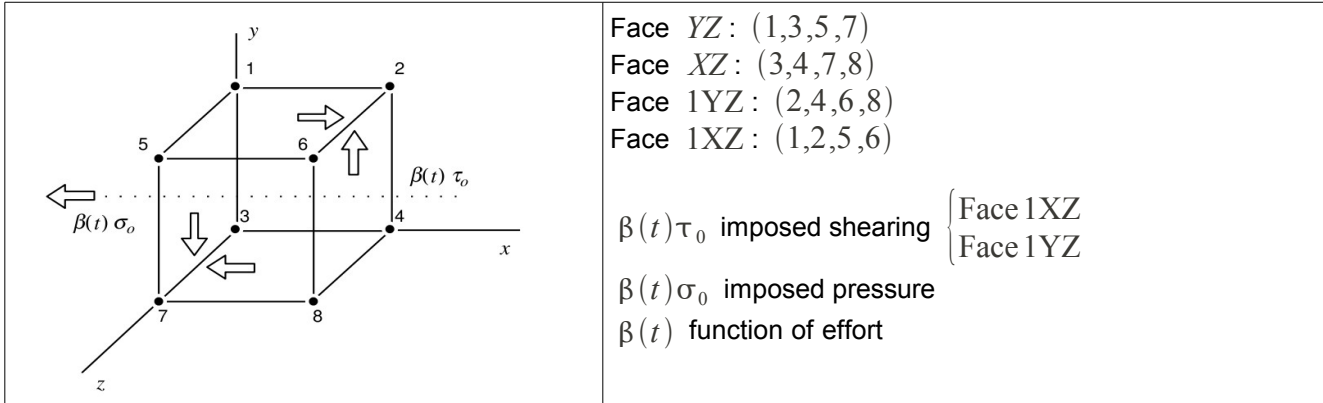 y
1
2
5
6
β(t) τₒ
β(t) σₒ
3
4
x
7
8
z
Face YZ : (1,3,5,7)
Face XZ : (3,4,7,8)
Face 1YZ : (2,4,6,8)
Face 1XZ : (1,2,5,6)
β(t)τ₀ imposed shearing { Face 1XZ
Face 1YZ
β(t)σ₀ imposed pressure
β(t) function of effort